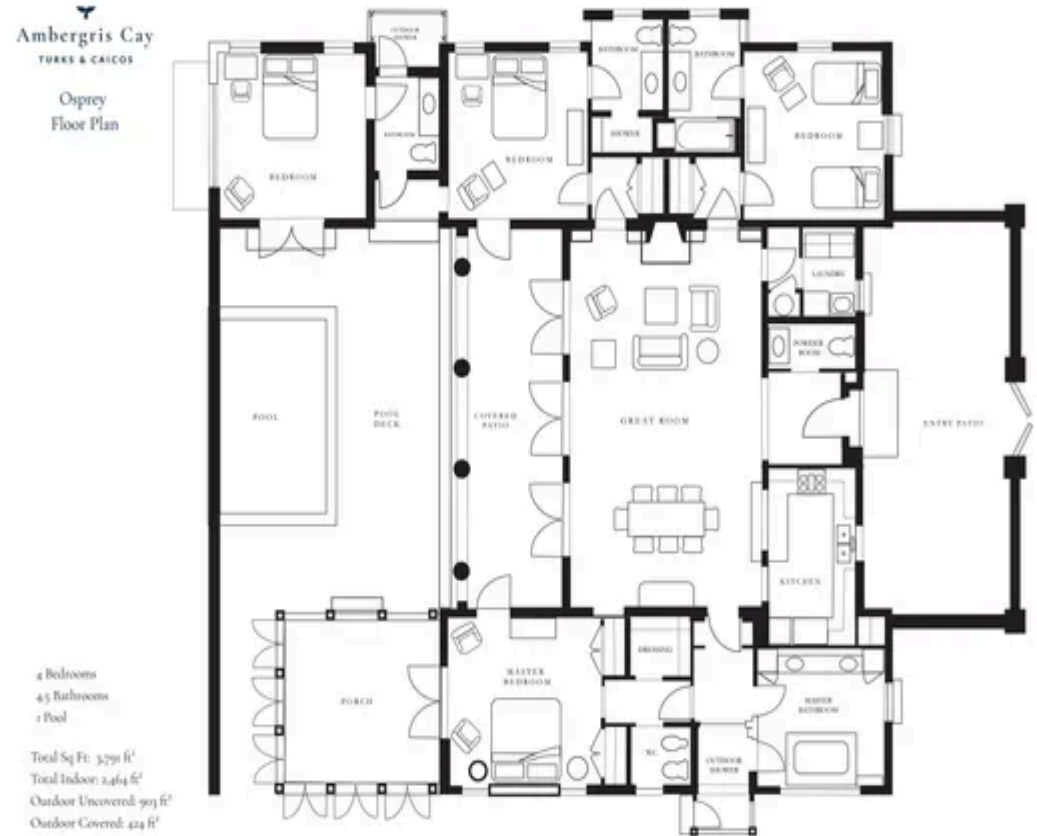 Ambergris Cay
TURKS & CAICOS
Osprey
Floor Plan
OUTDOOR
SHOWER
BATHROOM
BATHROOM
BATHROOM
SHOWER
BEDROOM
BEDROOM
BEDROOM
LAUNDRY
POWDER
ROOM
POOL
POOL
DECK
COVERED
PATIO
GREAT ROOM
ENTRY PATIO
KITCHEN
DRESSING
MASTER
BEDROOM
PORCH
MASTER
BATHROOM
WC
OUTDOOR
SHOWER
4 Bedrooms
4.5 Bathrooms
1 Pool
Total Sq Ft: 3,791 ft²
Total Indoor: 2,464 ft²
Outdoor Uncovered: 903 ft²
Outdoor Covered: 424 ft²